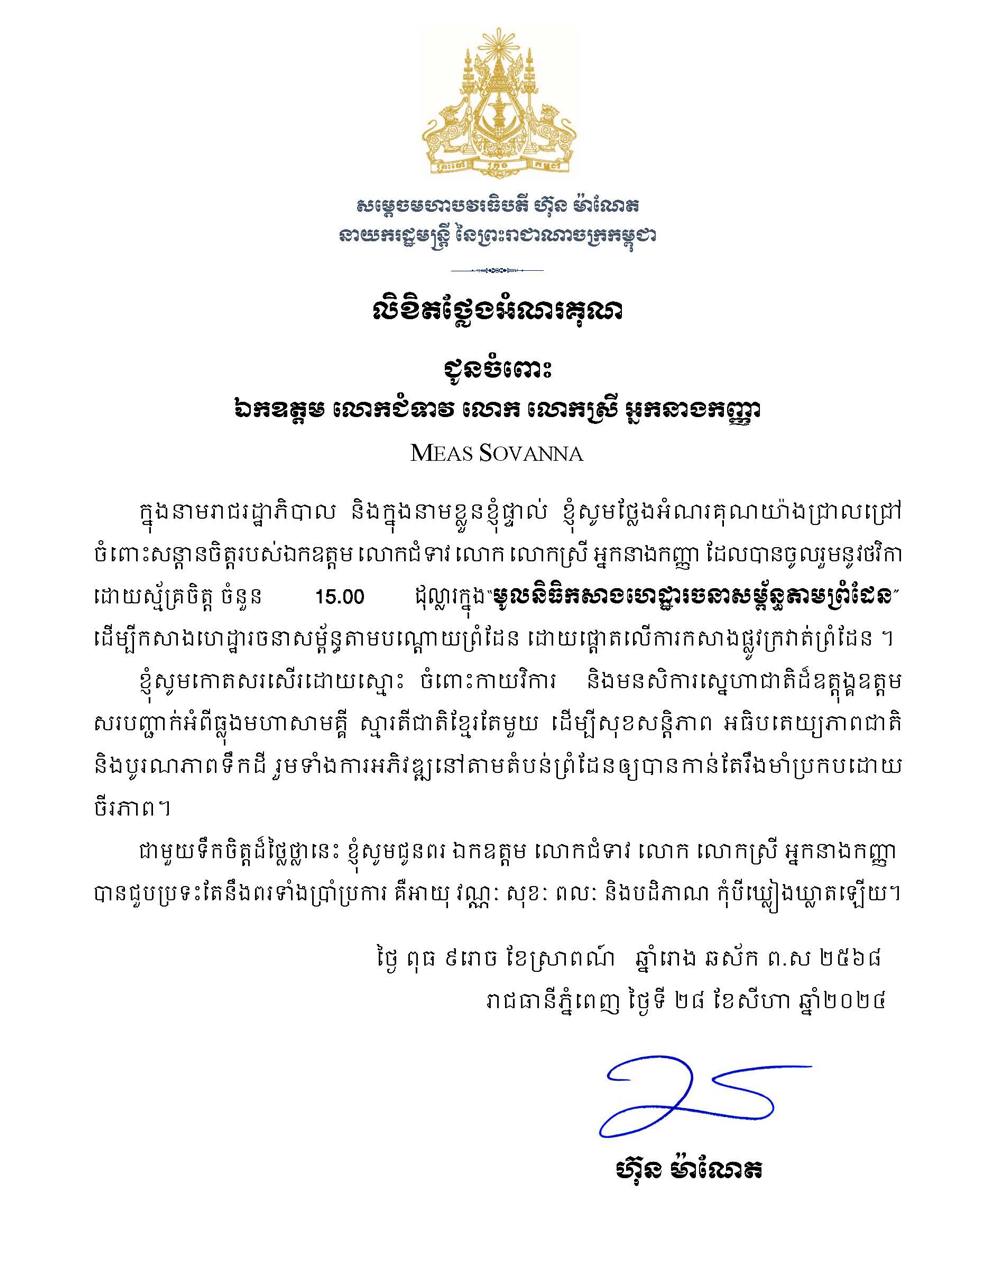 ព្រះចៅ ក្រុង កម្ពុជា
សម្តេចមហាបវរធិបតី ហ៊ុន ម៉ាណែត
នាយករដ្ឋមន្ត្រី នៃព្រះរាជាណាចក្រកម្ពុជា
លិខិតថ្លែងអំណរគុណ
ជូនចំពោះ
ឯកឧត្តម លោកជំទាវ លោក លោកស្រី អ្នកនាងកញ្ញា
MEAS SOVANNA
ក្នុងនាមរាជរដ្ឋាភិបាល និងក្នុងនាមខ្លួនខ្ញុំផ្ទាល់ ខ្ញុំសូមថ្លែងអំណរគុណយ៉ាងជ្រាលជ្រៅ
ចំពោះសន្តានចិត្តរបស់ឯកឧត្តម លោកជំទាវ លោក លោកស្រី អ្នកនាងកញ្ញា ដែលបានចូលរួមនូវថវិកា
ដោយស្ម័គ្រចិត្ត ចំនួន 15.00 ដុល្លារក្នុង“មូលនិធិកសាងហេដ្ឋារចនាសម្ព័ន្ធតាមព្រំដែន”
ដើម្បីកសាងហេដ្ឋារចនាសម្ព័ន្ធតាមបណ្តោយព្រំដែន ដោយផ្តោតលើការកសាងផ្លូវក្រវាត់ព្រំដែន ។
ខ្ញុំសូមកោតសរសើរដោយស្មោះ ចំពោះកាយវិការ និងមនសិការស្នេហាជាតិដ៏ឧត្តុង្គឧត្តម
សរបញ្ជាក់អំពីធ្លុងមហាសាមគ្គី ស្មារតីជាតិខ្មែរតែមួយ ដើម្បីសុខសន្តិភាព អធិបតេយ្យភាពជាតិ
និងបូរណភាពទឹកដី រួមទាំងការអភិវឌ្ឍនៅតាមតំបន់ព្រំដែនឲ្យបានកាន់តែរឹងមាំប្រកបដោយ
ចីរភាព។
ជាមួយទឹកចិត្តដ៏ថ្លៃថ្លានេះ ខ្ញុំសូមជូនពរ ឯកឧត្តម លោកជំទាវ លោក លោកស្រី អ្នកនាងកញ្ញា
បានជួបប្រទះតែនឹងពរទាំងប្រាំប្រការ គឺអាយុ វណ្ណៈ សុខៈ ពលៈ និងបដិភាណ កុំបីឃ្លៀងឃ្លាតឡើយ។
ថ្ងៃ ពុធ ៩រោច ខែស្រាពណ៍ ឆ្នាំរោង ឆស័ក ព.ស ២៥៦៨
រាជធានីភ្នំពេញ ថ្ងៃទី ២៨ ខែសីហា ឆ្នាំ២០២៤
ហ៊ុន ម៉ាណែត